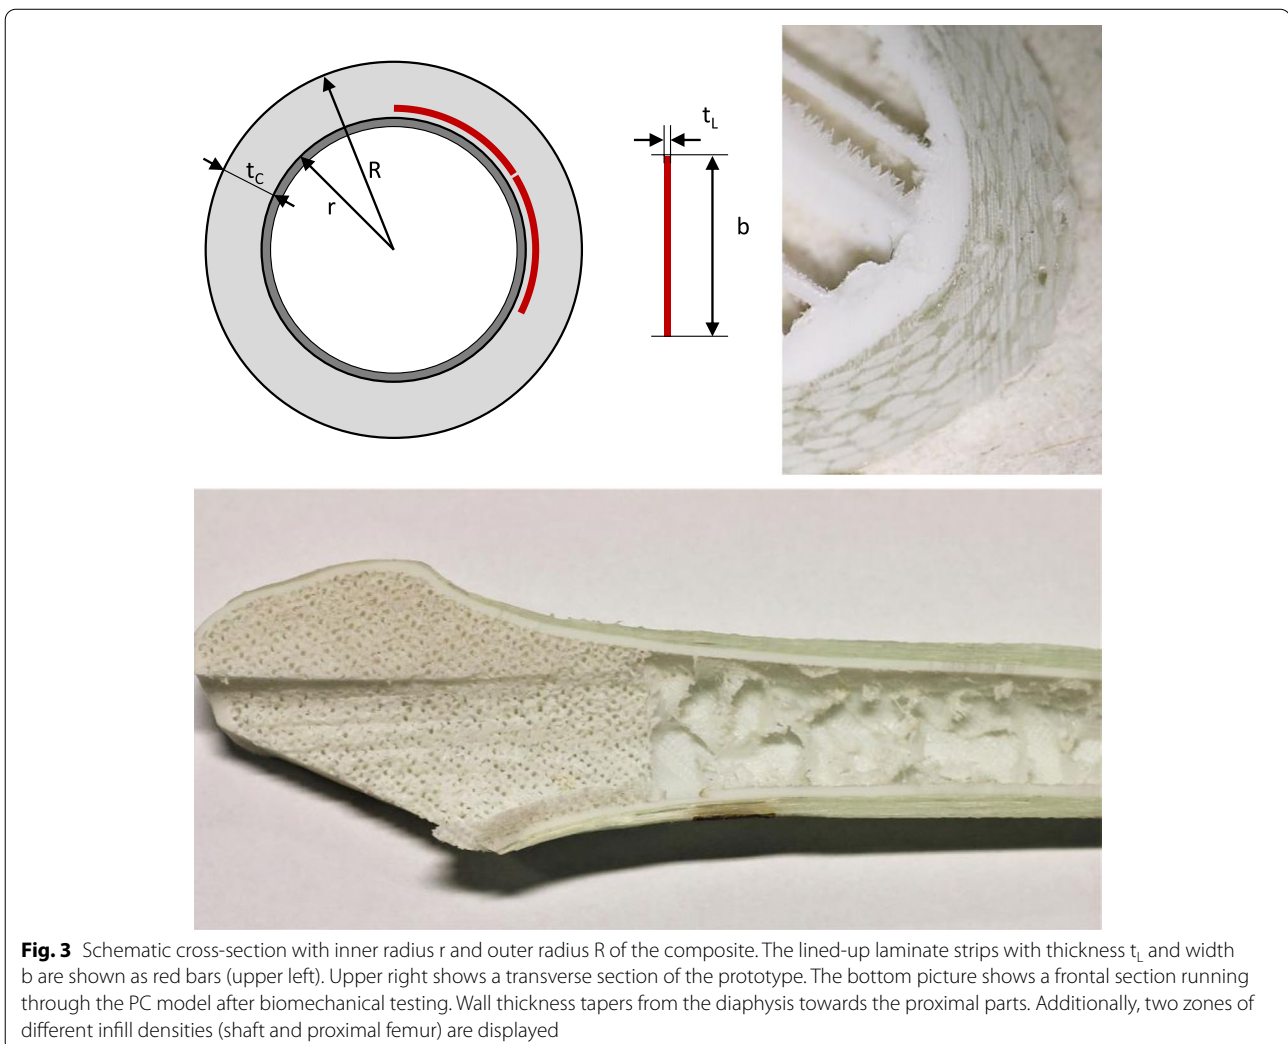 t_C
R
r
t_L
b
Fig. 3 Schematic cross-section with inner radius r and outer radius R of the composite. The lined-up laminate strips with thickness t_L and width
b are shown as red bars (upper left). Upper right shows a transverse section of the prototype. The bottom picture shows a frontal section running
through the PC model after biomechanical testing. Wall thickness tapers from the diaphysis towards the proximal parts. Additionally, two zones of
different infill densities (shaft and proximal femur) are displayed